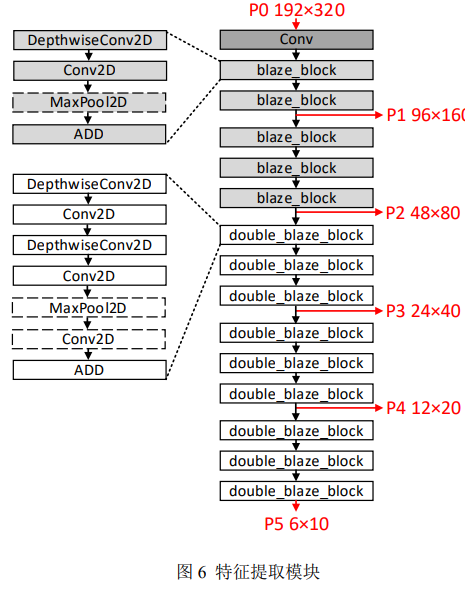 P0 192×320
Conv
blaze_block
blaze_block
P1 96×160
blaze_block
blaze_block
blaze_block
P2 48×80
double_blaze_block
double_blaze_block
double_blaze_block
P3 24×40
double_blaze_block
double_blaze_block
double_blaze_block
P4 12×20
double_blaze_block
double_blaze_block
double_blaze_block
P5 6×10
DepthwiseConv2D
Conv2D
MaxPool2D
ADD
DepthwiseConv2D
Conv2D
DepthwiseConv2D
Conv2D
MaxPool2D
Conv2D
ADD
图 6 特征提取模块